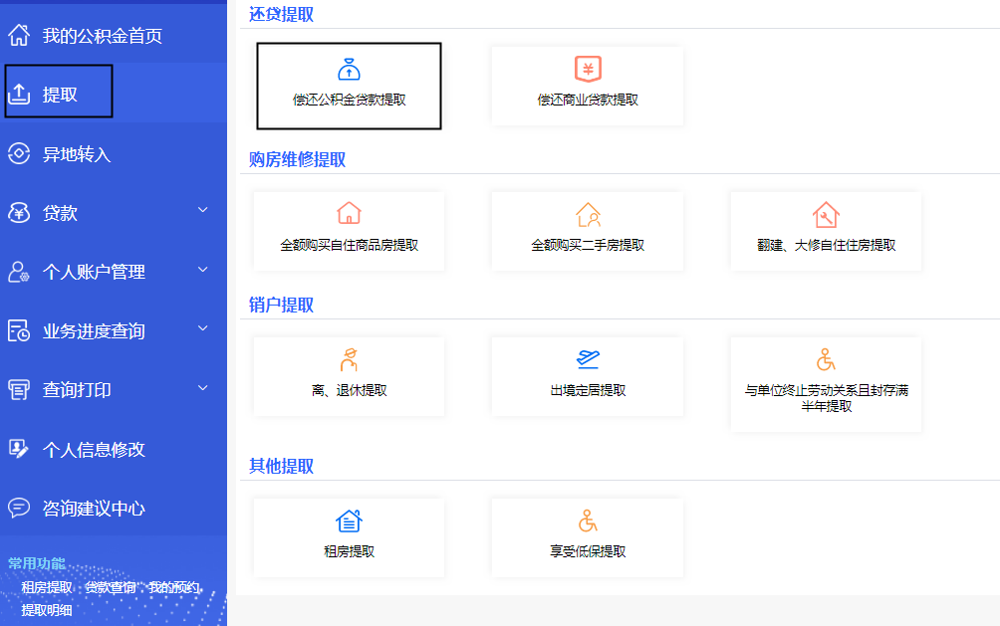 我的公积金首页
提取
异地转入
贷款
个人账户管理
业务进度查询
查询打印
个人信息修改
咨询建议中心
常用功能
租房提取 贷款查询 我的预约
提取明细
还贷提取
偿还公积金贷款提取
偿还商业贷款提取
购房维修提取
全额购买自住商品房提取
全额购买二手房提取
翻建、大修自住住房提取
销户提取
离、退休提取
出境定居提取
与单位终止劳动关系且封存满
半年提取
其他提取
租房提取
享受低保提取